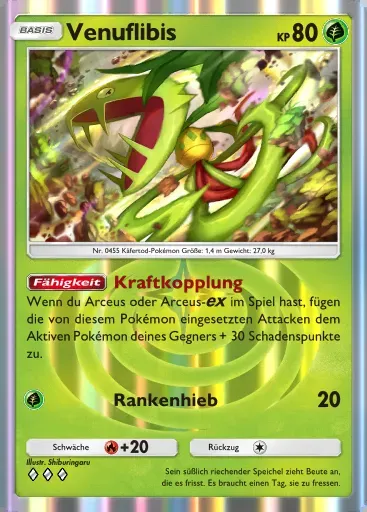 BASIS Venuflibis KP 80
Nr. 0455 Käfertod-Pokémon Größe: 1,4 m Gewicht: 27,0 kg
Fähigkeit Kraftkopplung
Wenn du Arceus oder Arceus-ex im Spiel hast, fügen
die von diesem Pokémon eingesetzten Attacken dem
Aktiven Pokémon deines Gegners + 30 Schadenspunkte
zu.
Rankenhieb 20
Schwäche +20 Rückzug
Illustr. Shiburingaru
Sein süßlich riechender Speichel zieht Beute an,
die es frisst. Es braucht einen Tag, sie zu fressen.